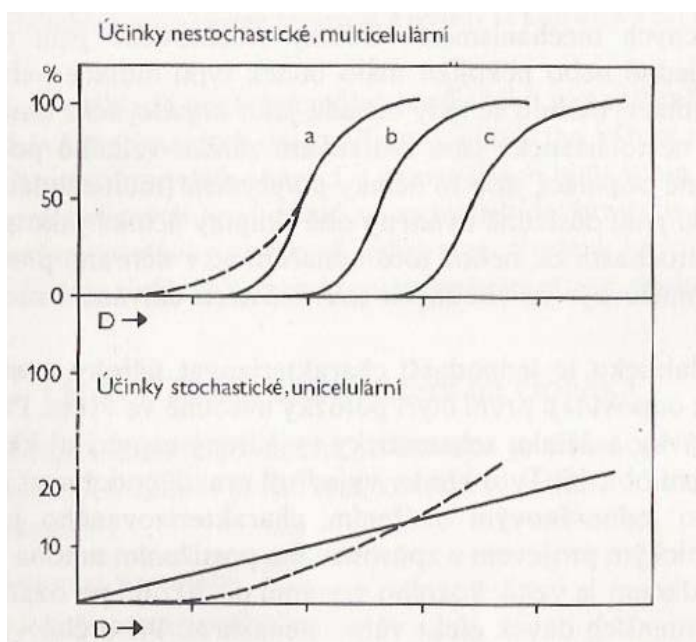 Účinky nestochastické, multicelulární
%
100
a
b
c
50
0
D →
100
Účinky stochastické, unicelulární
20
10
D →